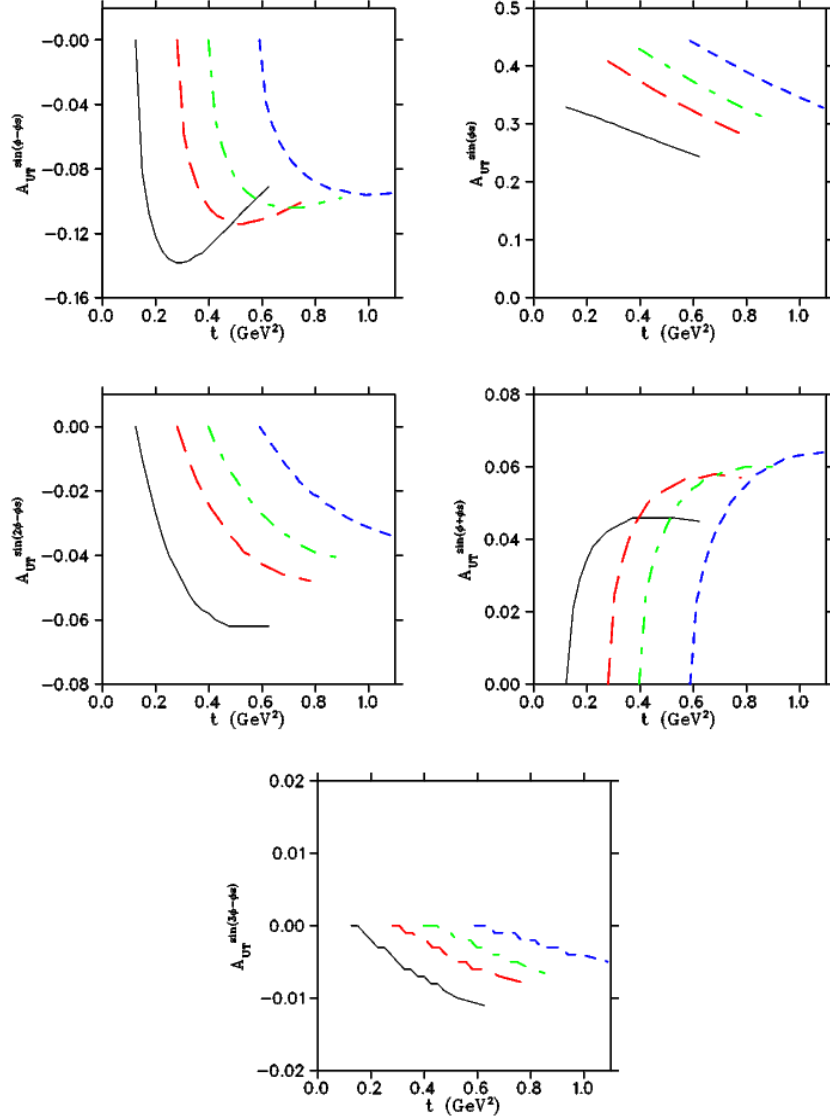 A_UT^sin(ϕ−ϕs)
−0.00
−0.04
−0.08
−0.12
−0.16
0.0 0.2 0.4 0.6 0.8 1.0
t (GeV²)
A_UT^sin(ϕs)
0.5
0.4
0.3
0.2
0.1
0.0
0.0 0.2 0.4 0.6 0.8 1.0
t (GeV²)
A_UT^sin(2ϕ−ϕs)
0.00
−0.02
−0.04
−0.06
−0.08
0.0 0.2 0.4 0.6 0.8 1.0
t (GeV²)
A_UT^sin(ϕ+ϕs)
0.08
0.06
0.04
0.02
0.00
0.0 0.2 0.4 0.6 0.8 1.0
t (GeV²)
A_UT^sin(3ϕ−ϕs)
0.02
0.01
0.00
−0.01
−0.02
0.0 0.2 0.4 0.6 0.8 1.0
t (GeV²)